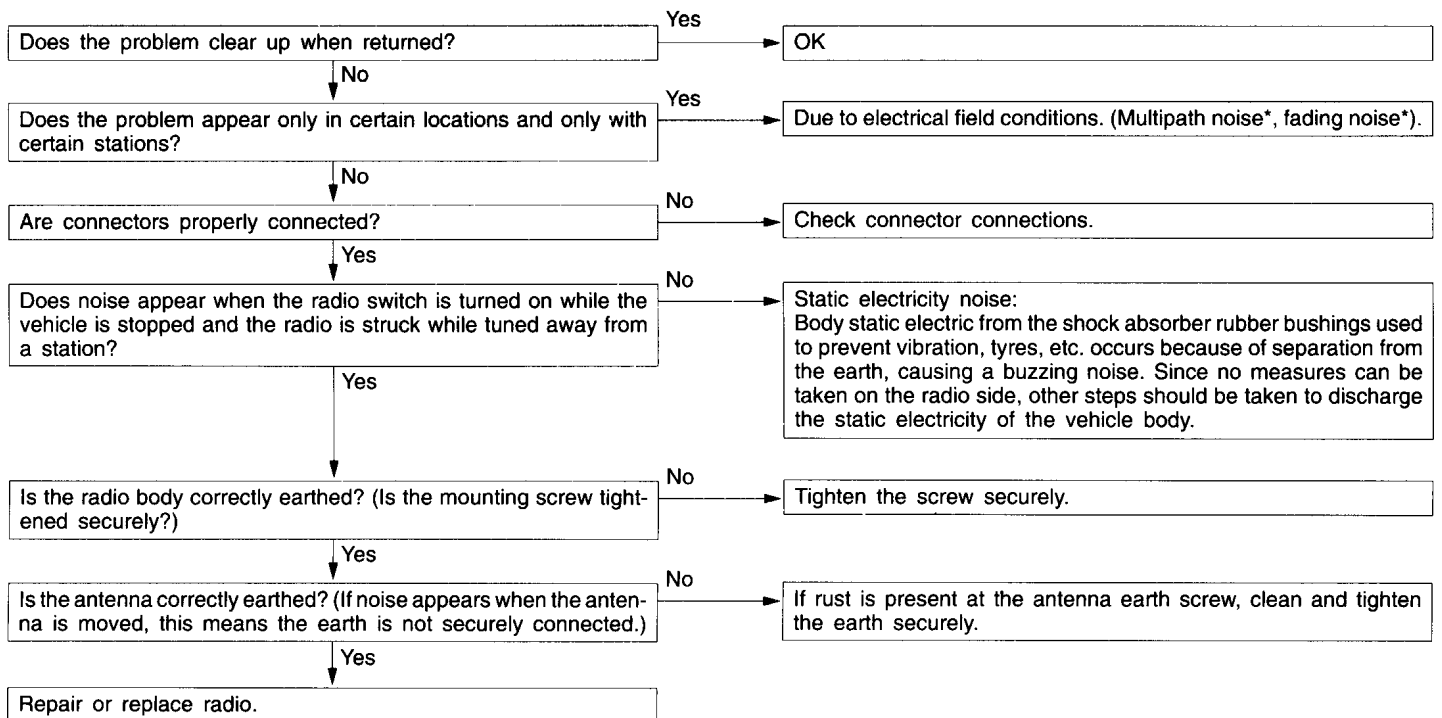 Yes
Does the problem clear up when returned?
OK
No
Yes
Does the problem appear only in certain locations and only with
certain stations?
Due to electrical field conditions. (Multipath noise*, fading noise*).
No
No
Are connectors properly connected?
Check connector connections.
Yes
No
Does noise appear when the radio switch is turned on while the
vehicle is stopped and the radio is struck while tuned away from
a station?
Static electricity noise:
Body static electric from the shock absorber rubber bushings used
to prevent vibration, tyres, etc. occurs because of separation from
the earth, causing a buzzing noise. Since no measures can be
taken on the radio side, other steps should be taken to discharge
the static electricity of the vehicle body.
Yes
No
Is the radio body correctly earthed? (Is the mounting screw tight-
ened securely?)
Tighten the screw securely.
Yes
No
Is the antenna correctly earthed? (If noise appears when the anten-
na is moved, this means the earth is not securely connected.)
If rust is present at the antenna earth screw, clean and tighten
the earth securely.
Yes
Repair or replace radio.